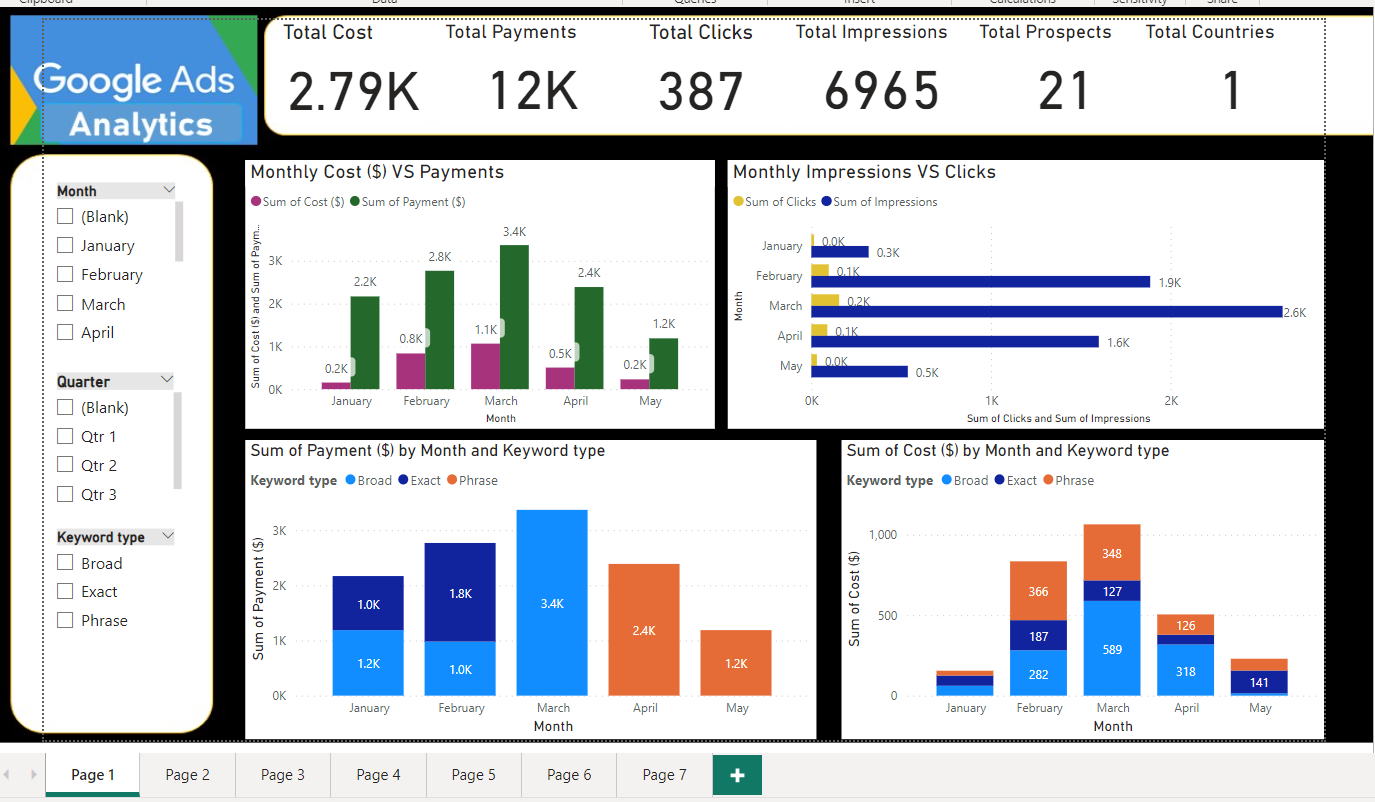 Clipboard Data Queries Insert Calculations Sensitivity Share
Google Ads
Analytics
Total Cost Total Payments Total Clicks Total Impressions Total Prospects Total Countries
2.79K 12K 387 6965 21 1
Month
(Blank)
January
February
March
April
Quarter
(Blank)
Qtr 1
Qtr 2
Qtr 3
Keyword type
Broad
Exact
Phrase
Monthly Cost ($) VS Payments
Sum of Cost ($) Sum of Payment ($)
Sum of Cost ($) and Sum of Paym...
3K
2K
1K
0K
0.2K 2.2K 0.8K 2.8K 1.1K 3.4K 0.5K 2.4K 0.2K 1.2K
January February March April May
Month
Monthly Impressions VS Clicks
Sum of Clicks Sum of Impressions
Month
January 0.0K 0.3K
February 0.1K 1.9K
March 0.2K 2.6K
April 0.1K 1.6K
May 0.0K 0.5K
0K 1K 2K
Sum of Clicks and Sum of Impressions
Sum of Payment ($) by Month and Keyword type
Keyword type Broad Exact Phrase
Sum of Payment ($)
3K
2K
1K
0K
1.0K 1.8K 3.4K 2.4K 1.2K
1.2K 1.0K
January February March April May
Month
Sum of Cost ($) by Month and Keyword type
Keyword type Broad Exact Phrase
Sum of Cost ($)
1,000
500
0
366 348 126
187 127 141
282 589 318
January February March April May
Month
Page 1 Page 2 Page 3 Page 4 Page 5 Page 6 Page 7 +